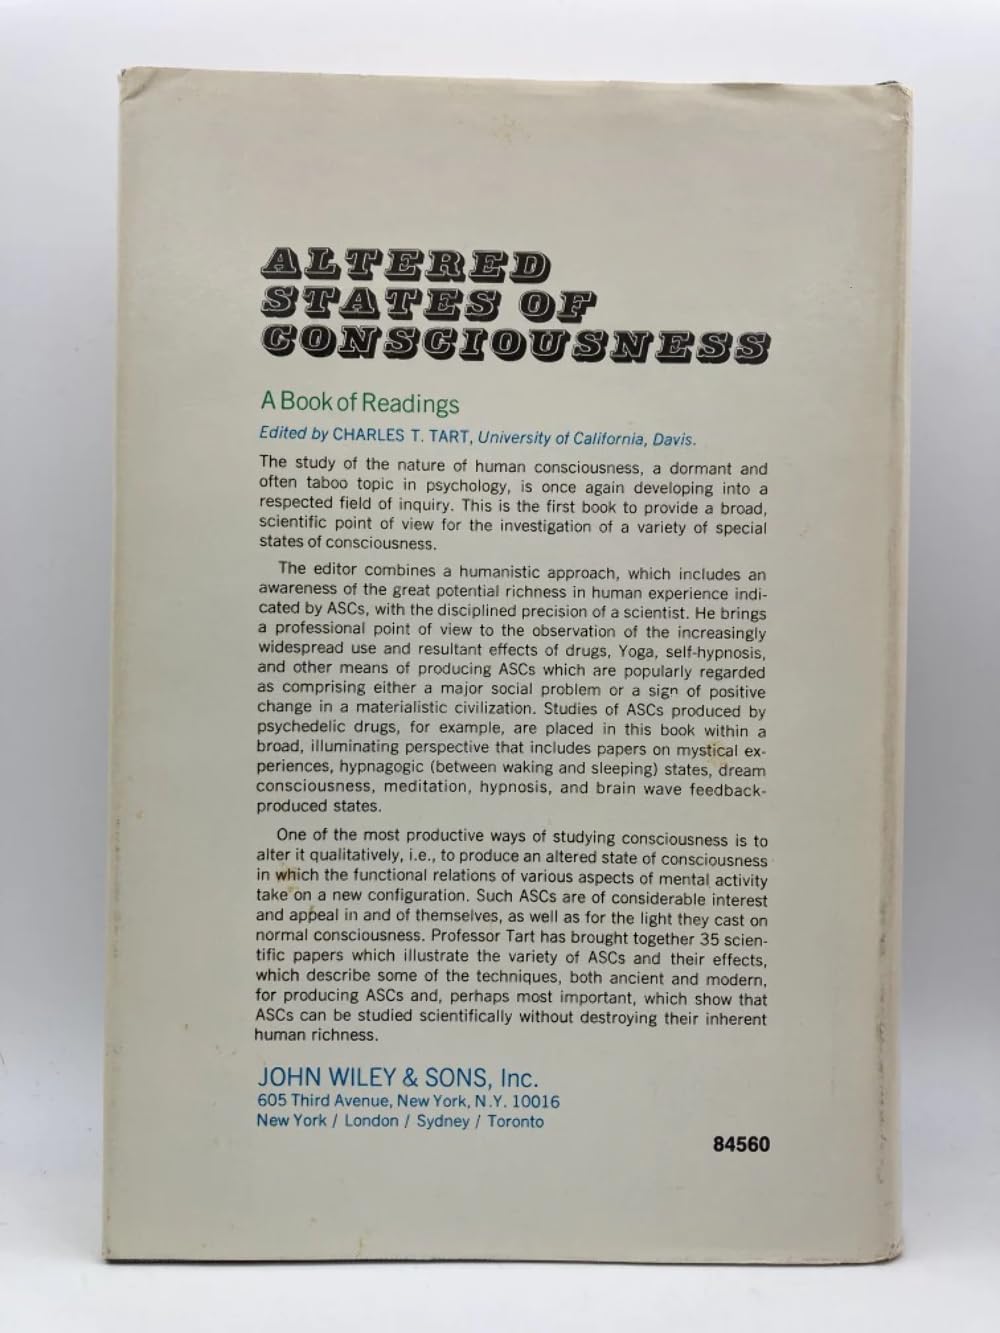 ALTERED
STATES OF
CONSCIOUSNESS
A Book of Readings
Edited by CHARLES T. TART, University of California, Davis.
The study of the nature of human consciousness, a dormant and
often taboo topic in psychology, is once again developing into a
respected field of inquiry. This is the first book to provide a broad,
scientific point of view for the investigation of a variety of special
states of consciousness.
The editor combines a humanistic approach, which includes an
awareness of the great potential richness in human experience indi-
cated by ASCs, with the disciplined precision of a scientist. He brings
a professional point of view to the observation of the increasingly
widespread use and resultant effects of drugs, Yoga, self-hypnosis,
and other means of producing ASCs which are popularly regarded
as comprising either a major social problem or a sign of positive
change in a materialistic civilization. Studies of ASCs produced by
psychedelic drugs, for example, are placed in this book within a
broad, illuminating perspective that includes papers on mystical ex-
periences, hypnagogic (between waking and sleeping) states, dream
consciousness, meditation, hypnosis, and brain wave feedback-
produced states.
One of the most productive ways of studying consciousness is to
alter it qualitatively, i.e., to produce an altered state of consciousness
in which the functional relations of various aspects of mental activity
take on a new configuration. Such ASCs are of considerable interest
and appeal in and of themselves, as well as for the light they cast on
normal consciousness. Professor Tart has brought together 35 scien-
tific papers which illustrate the variety of ASCs and their effects,
which describe some of the techniques, both ancient and modern,
for producing ASCs and, perhaps most important, which show that
ASCs can be studied scientifically without destroying their inherent
human richness.
JOHN WILEY & SONS, Inc.
605 Third Avenue, New York, N.Y. 10016
New York / London / Sydney / Toronto
84560